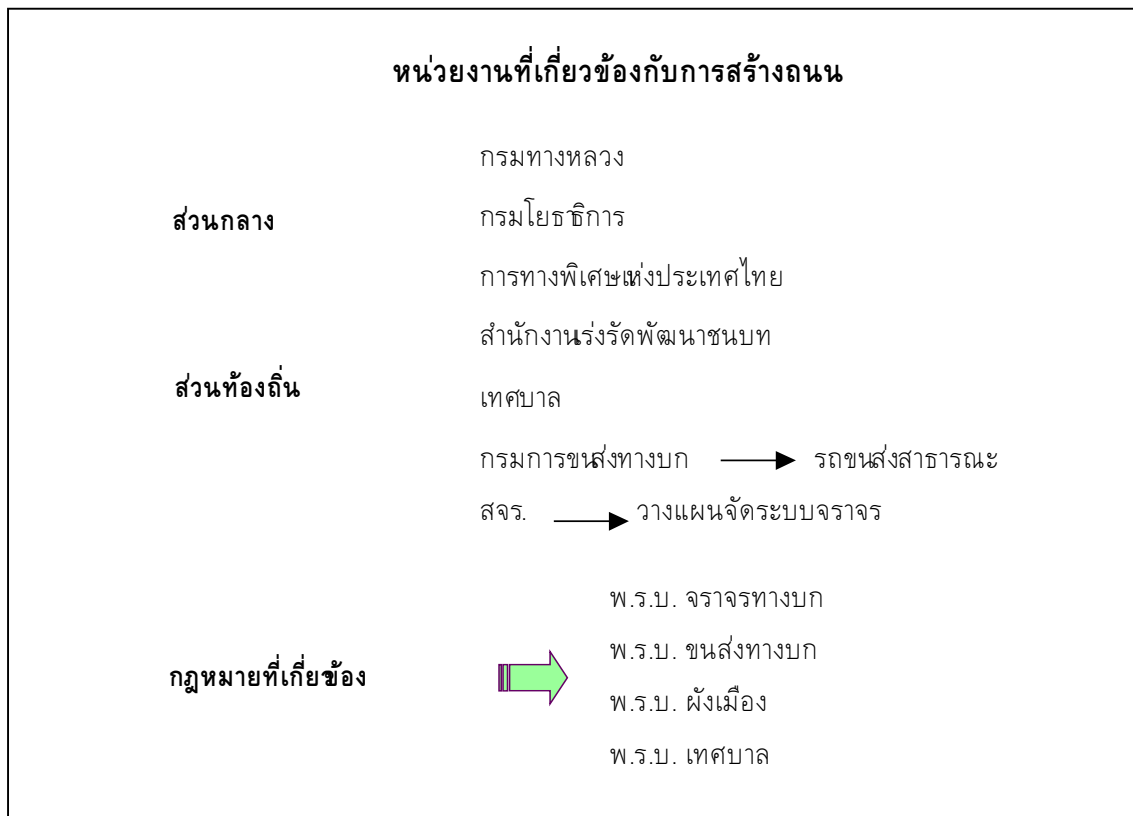 หน่วยงานที่เกี่ยวข้องกับการสร้างถนน
กรมทางหลวง
ส่วนกลาง
กรมโยธาธิการ
การทางพิเศษแห่งประเทศไทย
สำนักงานเร่งรัดพัฒนาชนบท
ส่วนท้องถิ่น
เทศบาล
กรมการขนส่งทางบก รถขนส่งสาธารณะ
สจร. วางแผนจัดระบบจราจร
พ.ร.บ. จราจรทางบก
พ.ร.บ. ขนส่งทางบก
กฎหมายที่เกี่ยวข้อง
พ.ร.บ. ผังเมือง
พ.ร.บ. เทศบาล